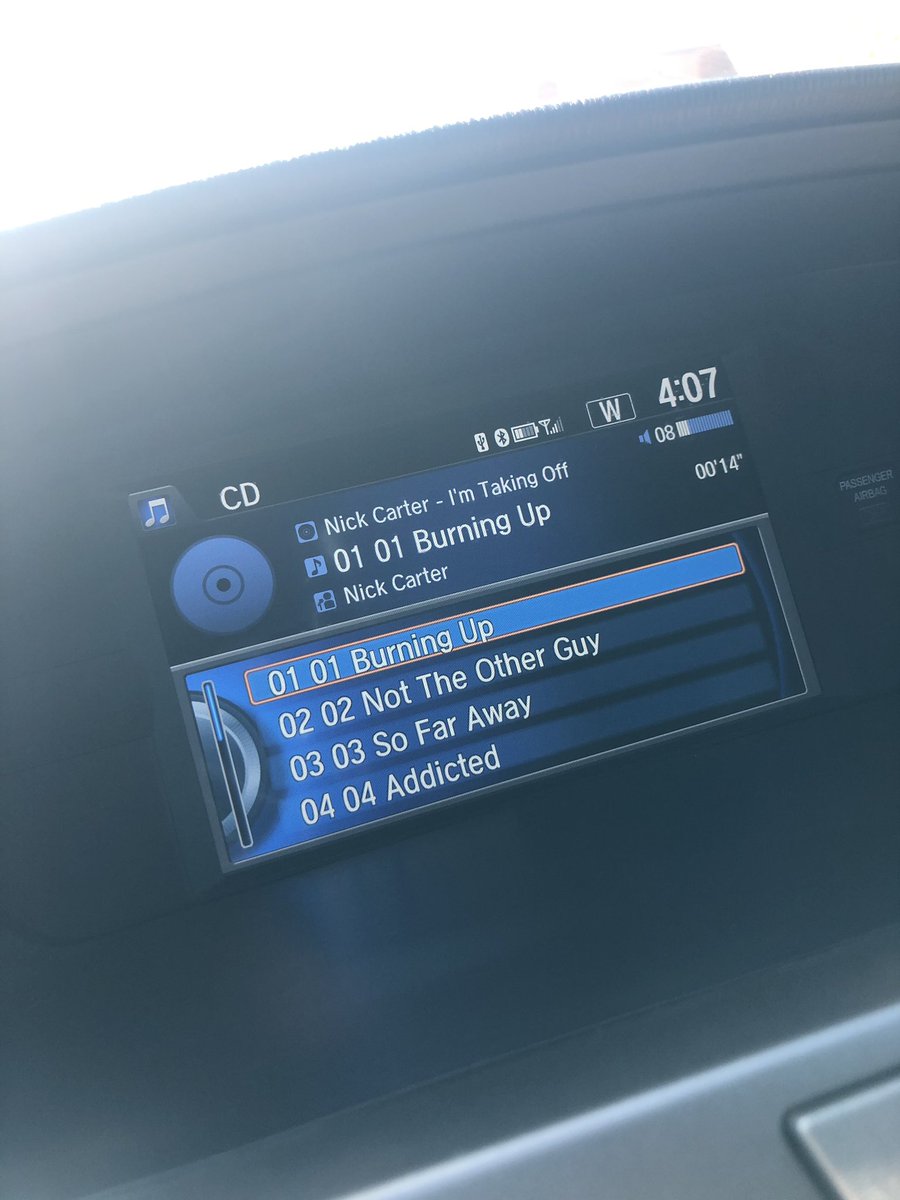 CD
W
4:07
08
00'14"
Nick Carter - I'm Taking Off
01 01 Burning Up
Nick Carter
01 01 Burning Up
02 02 Not The Other Guy
03 03 So Far Away
04 04 Addicted
PASSENGER
AIRBAG